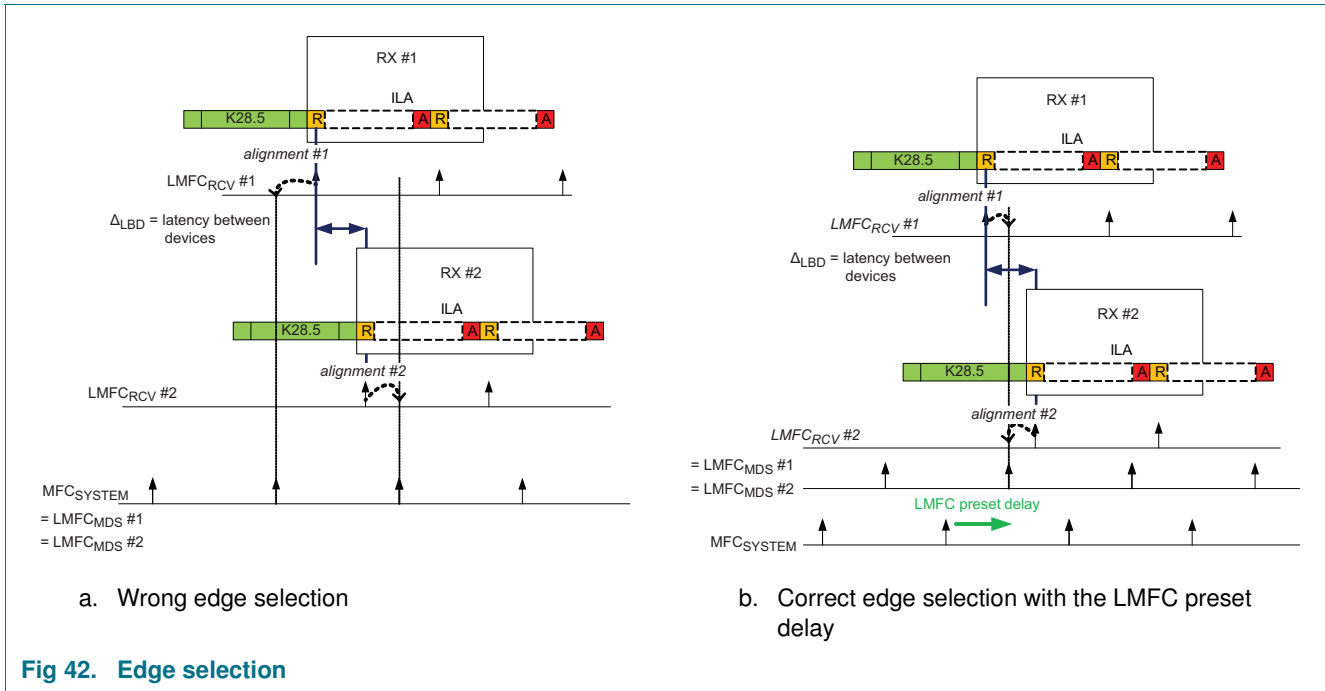 RX #1
ILA
K28.5 R A R A
alignment #1
LMFC_RCV #1
Δ_LBD = latency between
devices
RX #2
ILA
K28.5 R A R A
alignment #2
LMFC_RCV #2
MFC_SYSTEM
= LMFC_MDS #1
= LMFC_MDS #2
a. Wrong edge selection
RX #1
ILA
K28.5 R A R A
alignment #1
LMFC_RCV #1
Δ_LBD = latency between
devices
RX #2
ILA
K28.5 R A R A
alignment #2
LMFC_RCV #2
= LMFC_MDS #1
= LMFC_MDS #2
LMFC preset delay
MFC_SYSTEM
b. Correct edge selection with the LMFC preset
delay
Fig 42. Edge selection